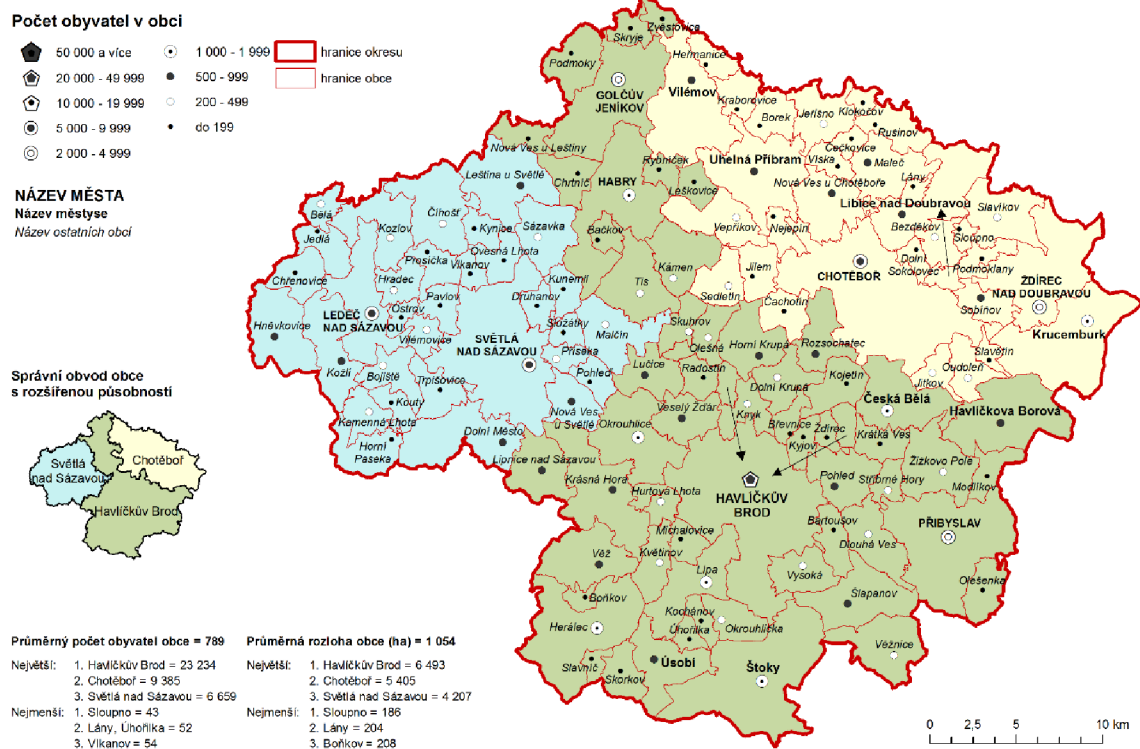 Počet obyvatel v obci
50 000 a více
20 000 - 49 999
10 000 - 19 999
5 000 - 9 999
2 000 - 4 999
1 000 - 1 999
500 - 999
200 - 499
do 199
hranice okresu
hranice obce
NÁZEV MĚSTA
Název městyse
Název ostatních obcí
Správní obvod obce
s rozšířenou působností
Světlá
nad Sázavou
Chotěboř
Havlíčkův Brod
Zvěstovice
Skryje
Podmoky
Heřmanice
GOLČŮV
JENÍKOV
Vilémov
Kraborovice
Borek
Jeřišno
Klokočov
Rušinov
Nová Ves u Leštiny
Čečkovice
Rybníček
Uhelná Příbram
Víska
Maleč
Leština u Světlé
Chrtníč
HABRY
Leškovice
Nová Ves u Chotěboře
Lány
Libice nad Doubravou
Bělá
Číhošť
Slavíkov
Jedlá
Kozlov
Kynice
Sázavka
Bačkov
Vepříkov
Nejepín
Bezděkov
Sloupno
Prosíčka
Ovesná Lhota
Vlkanov
Dolní
Sokolovec
Podmoklany
Chřenovice
Hradec
Kunemil
Kámen
Jilem
CHOTĚBOŘ
ŽDÍREC
NAD DOUBRAVOU
Pavlov
Druhanov
Tis
Sedletín
Cachotín
Sobíňov
LEDEČ
NAD SÁZAVOU
Ostrov
Služátky
Malčín
Skuhrov
Krucemburk
Hněvkovice
Vilémovice
SVĚTLÁ
NAD SÁZAVOU
Příseka
Olešná
Horní Krupá
Rozsochatec
Slavětín
Kozlí
Bojiště
Trpišovice
Pohled
Lučice
Radostín
Dolní Krupá
Kojetín
Jitkov
Oudoleň
Kouty
Česká Bělá
Kamenná Lhota
Nová Ves
u Světlé
Veselý Žďár
Knyk
Havlíčkova Borová
Okrouhlice
Břevnice
Ždírec
Horní
Paseka
Dolní Město
Kyjov
Krátká Ves
Lipnice nad Sázavou
Žižkovo Pole
Krásná Hora
Pohled
Stříbrné Hory
Modlíkov
Hurtova Lhota
HAVLÍČKŮV
BROD
Bartoušov
PŘIBYSLAV
Michalovice
Dlouhá Ves
Věž
Květinov
Lípa
Vysoká
Olešenka
Boňkov
Šlapanov
Kochánov
Herálec
Úhořilka
Okrouhlička
Věžnice
Slavníč
Skorkov
Úsobí
Štoky
Průměrný počet obyvatel obce = 789
Největší: 1. Havlíčkův Brod = 23 234
2. Chotěboř = 9 385
3. Světlá nad Sázavou = 6 659
Nejmenší: 1. Sloupno = 43
2. Lány, Úhořilka = 52
3. Vlkanov = 54
Průměrná rozloha obce (ha) = 1 054
Největší: 1. Havlíčkův Brod = 6 493
2. Chotěboř = 5 405
3. Světlá nad Sázavou = 4 207
Nejmenší: 1. Sloupno = 186
2. Lány = 204
3. Boňkov = 208
0 2,5 5 10 km